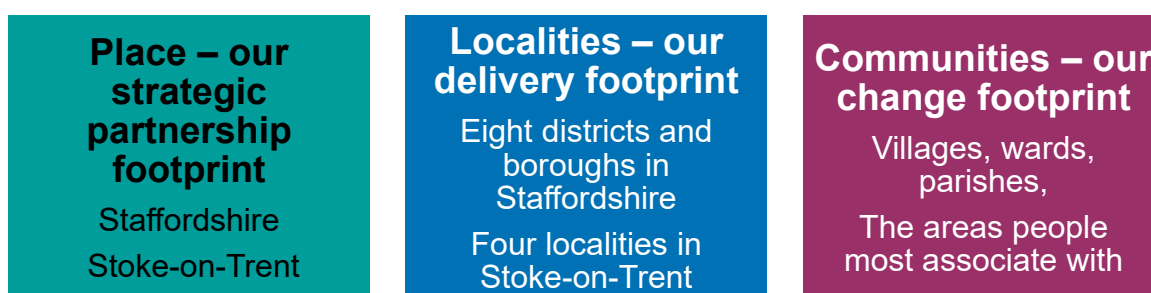 Place – our
strategic
partnership
footprint
Staffordshire
Stoke-on-Trent
Localities – our
delivery footprint
Eight districts and
boroughs in
Staffordshire
Four localities in
Stoke-on-Trent
Communities – our
change footprint
Villages, wards,
parishes,
The areas people
most associate with